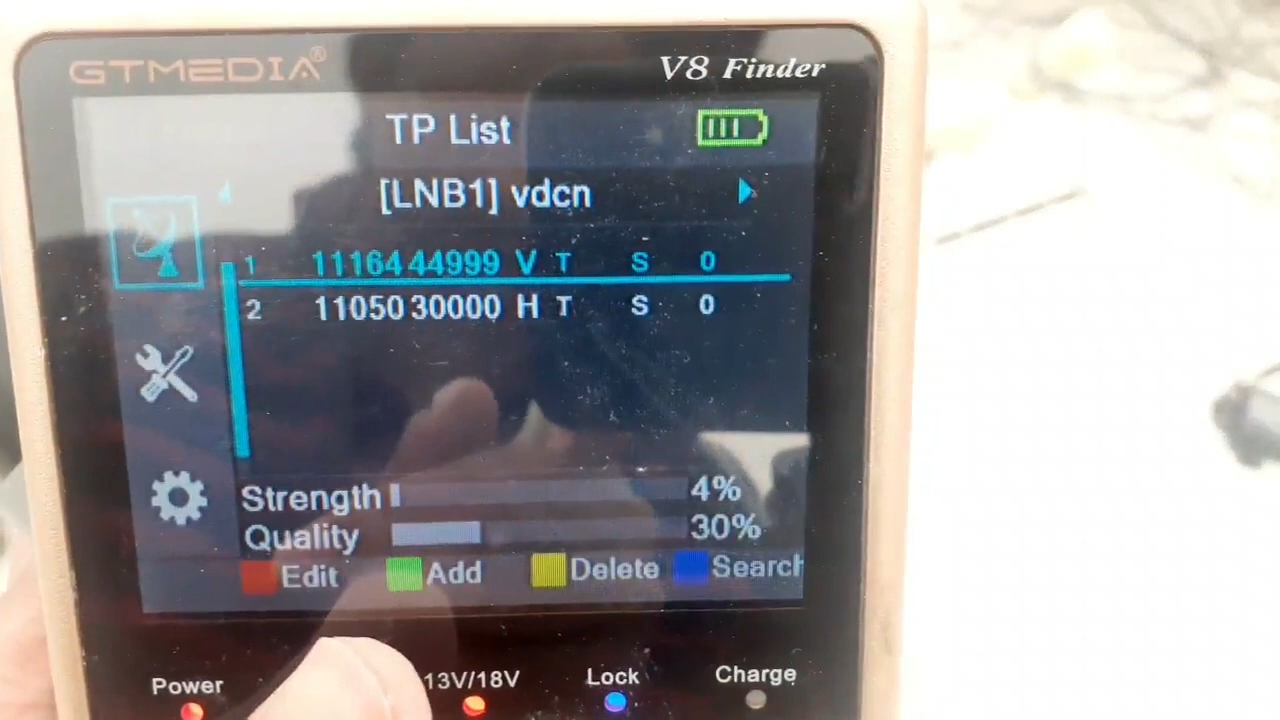 GTMEDIA® V8 Finder
TP List
[LNB1] vdcn
1 11164 44999 V T S 0
2 11050 30000 H T S 0
Strength 4%
Quality 30%
Edit Add Delete Search
Power 13V/18V Lock Charge